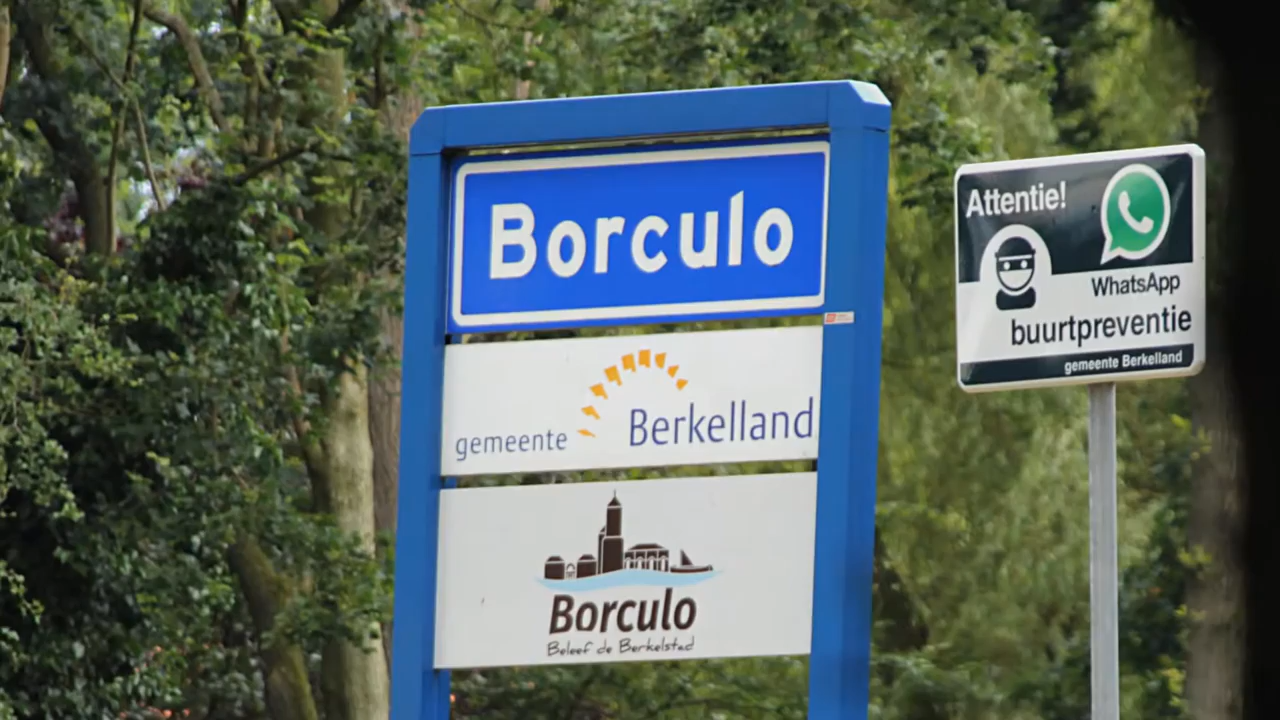 Borculo
gemeente Berkelland
Borculo
Beleef de Berkelstad
Attentie!
WhatsApp
buurtpreventie
gemeente Berkelland